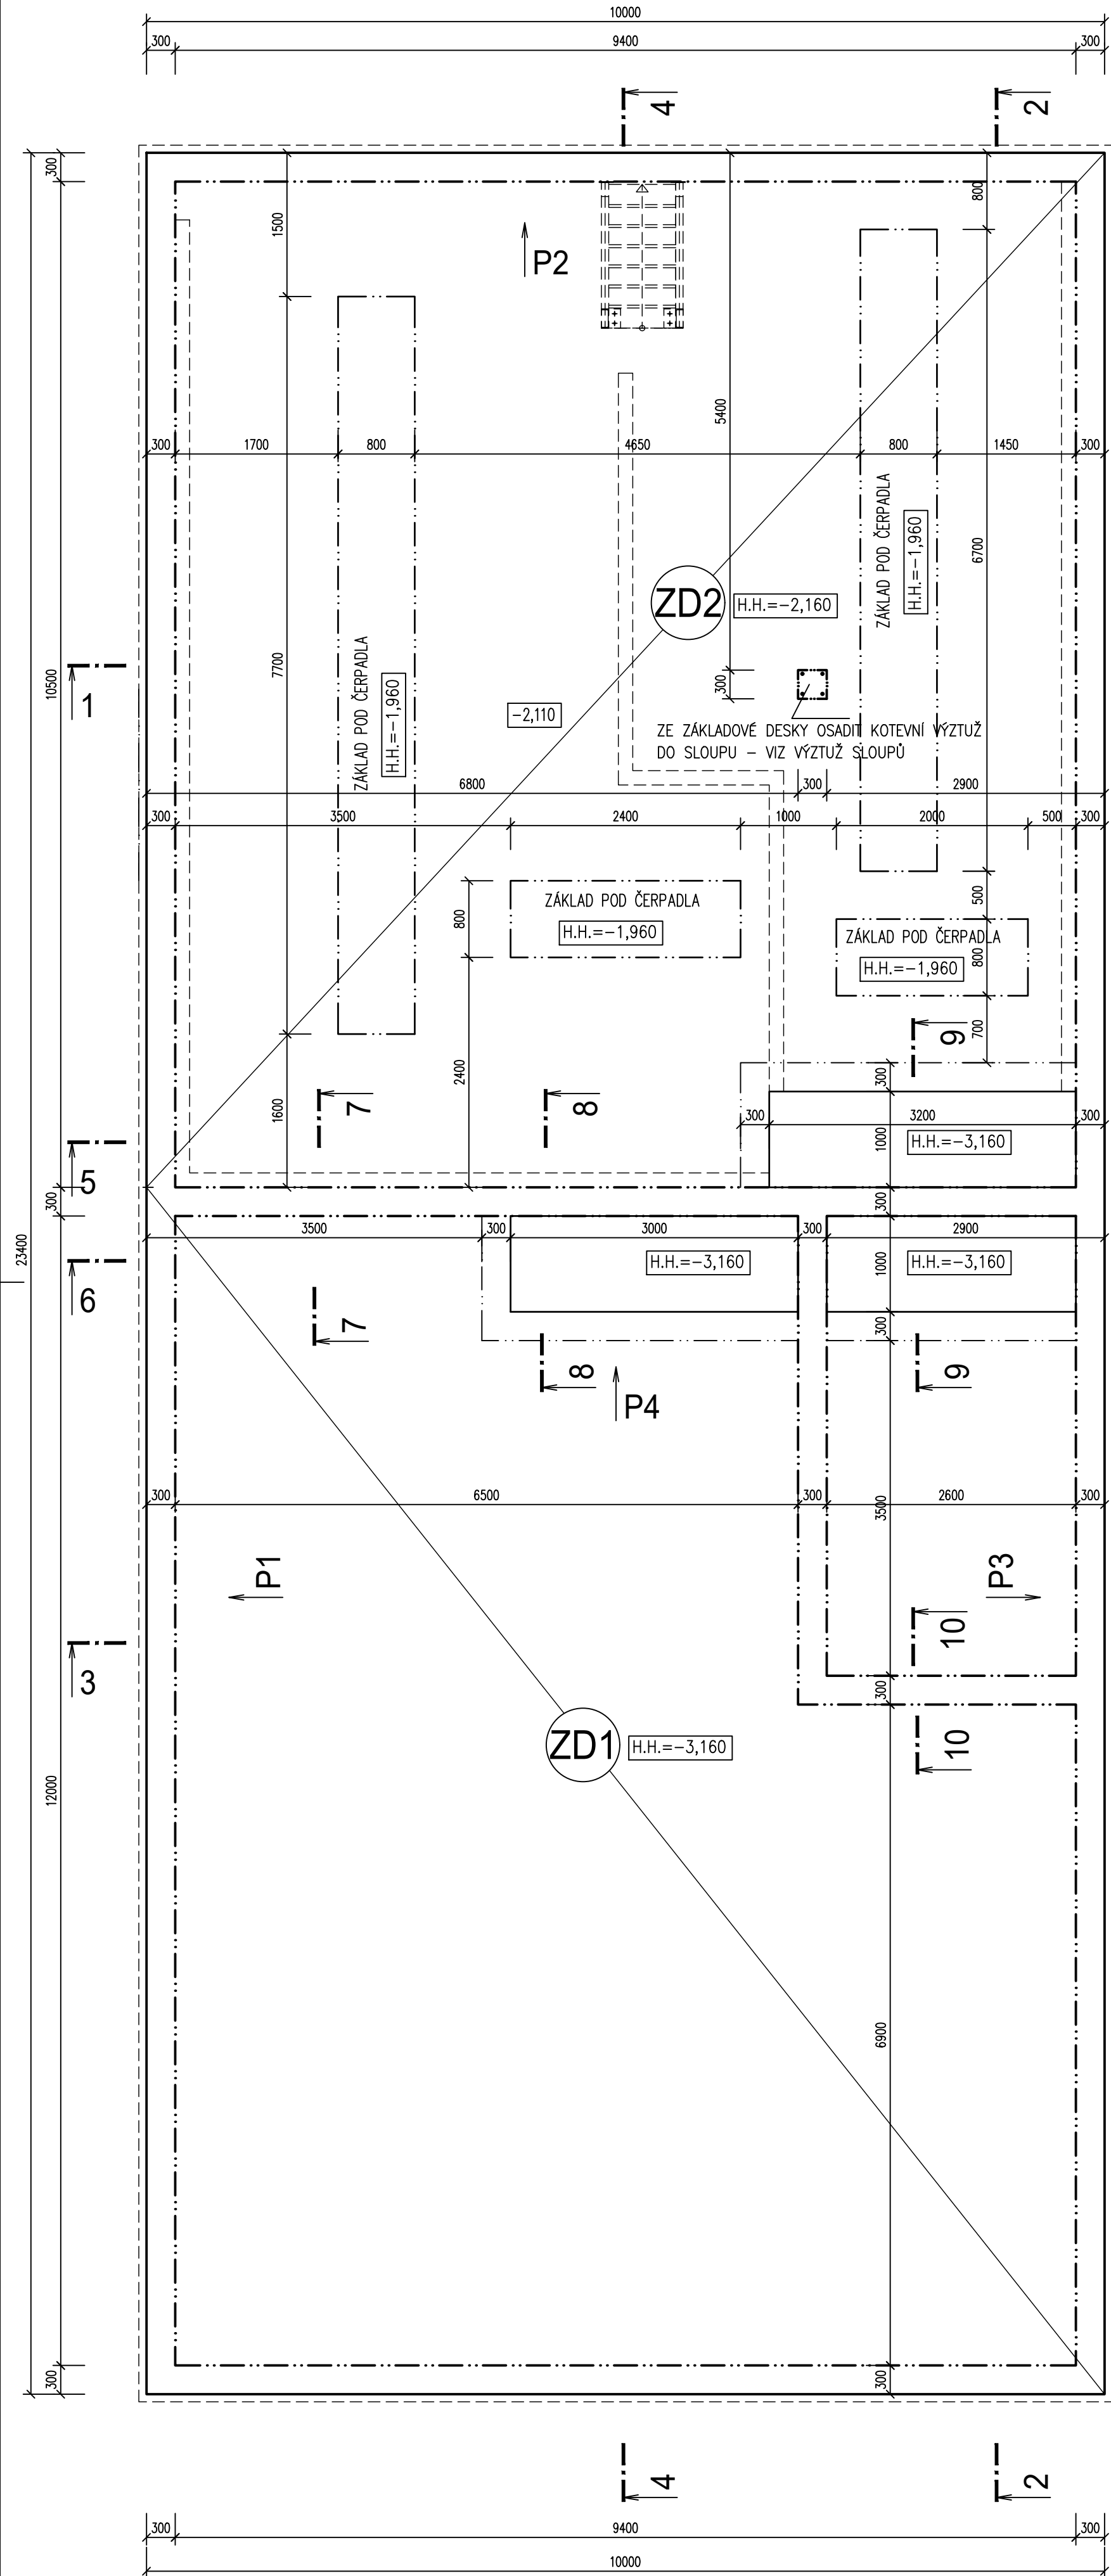 10000
300 9400 300
4 2
300
1500
800
P2
5400
300 1700 800 4650 800 1450 300
ZÁKLAD POD ČERPADLA
H.H.=-1,960
6700
ZD2
H.H.=-2,160
10500
7700
ZÁKLAD POD ČERPADLA
H.H.=-1,960
1
300
-2,110
ZE ZÁKLADOVÉ DESKY OSADIT KOTEVNÍ VÝZTUŽ
DO SLOUPU - VIZ VÝZTUŽ SLOUPŮ
6800 300 2900
300 3500 2400 1000 2000 500 300
500
800
ZÁKLAD POD ČERPADLA
H.H.=-1,960
ZÁKLAD POD ČERPADLA
800
H.H.=-1,960
9
700
2400
300
1600
7 8
300 3200 300
1000
H.H.=-3,160
5
300
300
23400
3500 300 3000 300 2900
H.H.=-3,160
1000
H.H.=-3,160
6
7
300
8
9
P4
300 6500 300 2600 300
3500
P1
P3
10
3
300
10
ZD1
H.H.=-3,160
12000
6900
300
300
4 2
300 9400 300
10000